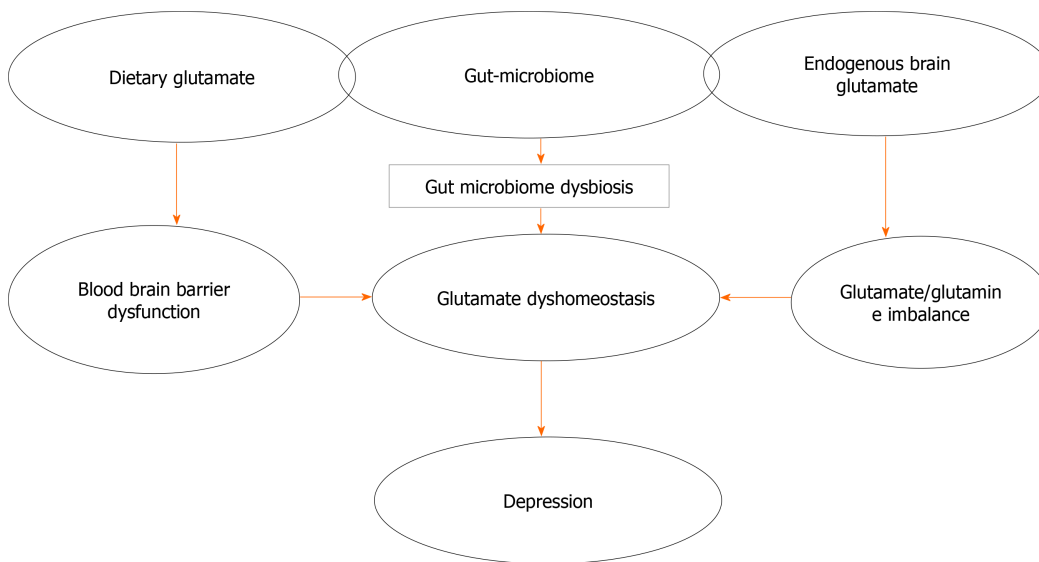 Dietary glutamate
Gut-microbiome
Endogenous brain
glutamate
Gut microbiome dysbiosis
Blood brain barrier
dysfunction
Glutamate dyshomeostasis
Glutamate/glutamin
e imbalance
Depression